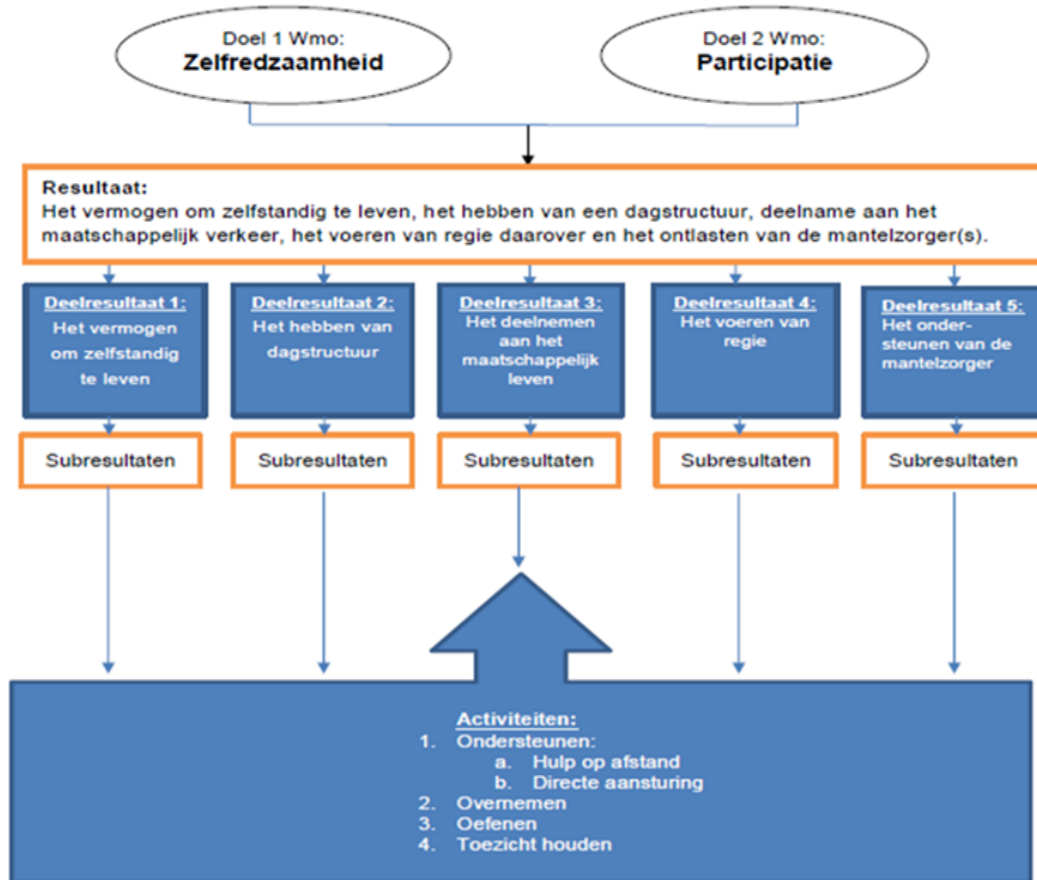 Doel 1 Wmo:
Zelfredzaamheid
Doel 2 Wmo:
Participatie
Resultaat:
Het vermogen om zelfstandig te leven, het hebben van een dagstructuur, deelname aan het
maatschappelijk verkeer, het voeren van regie daarover en het ontlasten van de mantelzorger(s).
Deelresultaat 1:
Het vermogen
om zelfstandig
te leven
Deelresultaat 2:
Het hebben van
dagstructuur
Deelresultaat 3:
Het deelnemen
aan het
maatschappelijk
leven
Deelresultaat 4:
Het voeren van
regie
Deelresultaat 5:
Het onder-
steunen van de
mantelzorger
Subresultaten
Subresultaten
Subresultaten
Subresultaten
Subresultaten
Activiteiten:
1. Ondersteunen:
a. Hulp op afstand
b. Directe aansturing
2. Overnemen
3. Oefenen
4. Toezicht houden